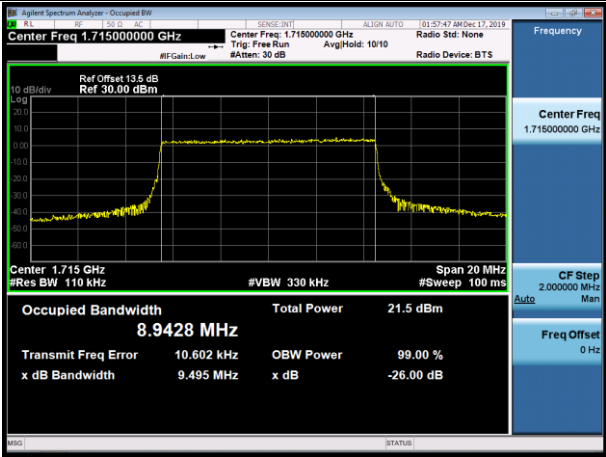 Agilent Spectrum Analyzer - Occupied BW
RL RF 50 Ω AC SENSE:INT ALIGN AUTO 01:57:47 AM Dec 17, 2019
Center Freq 1.715000000 GHz
Center Freq: 1.715000000 GHz
Radio Std: None
Trig: Free Run Avg|Hold: 10/10
#IFGain:Low
#Atten: 30 dB
Radio Device: BTS
Ref Offset 13.5 dB
10 dB/div Ref 30.00 dBm
Log
20.0
10.0
0.00
-10.0
-20.0
-30.0
-40.0
-50.0
-60.0
Center 1.715 GHz
Span 20 MHz
#Res BW 110 kHz
#VBW 330 kHz
#Sweep 100 ms
Occupied Bandwidth
Total Power 21.5 dBm
8.9428 MHz
Transmit Freq Error 10.602 kHz OBW Power 99.00 %
x dB Bandwidth 9.495 MHz x dB -26.00 dB
MSG
STATUS
Frequency
Center Freq
1.715000000 GHz
CF Step
2.000000 MHz
Auto Man
Freq Offset
0 Hz